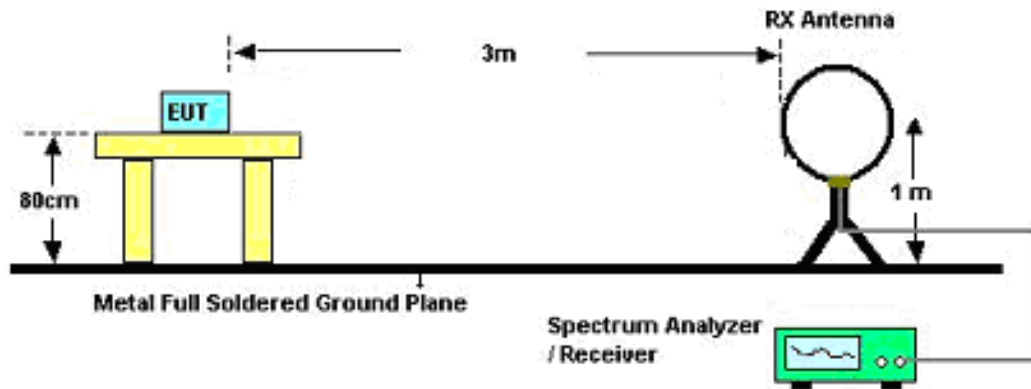 RX Antenna
3m
EUT
80cm
1 m
Metal Full Soldered Ground Plane
Spectrum Analyzer
/ Receiver